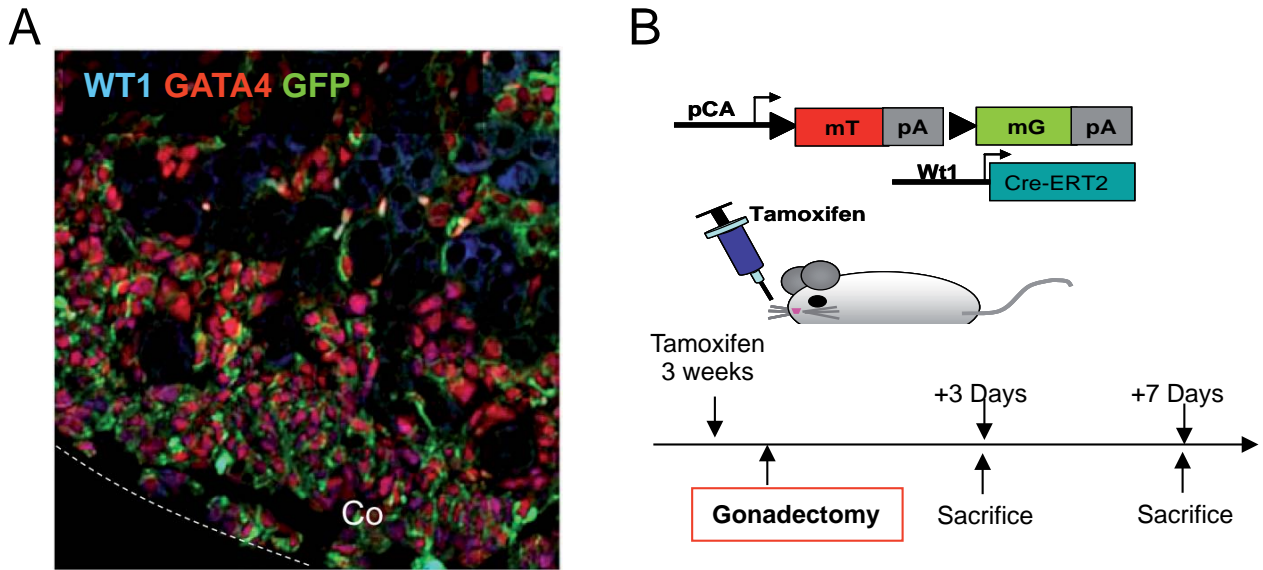 A
WT1 GATA4 GFP
Co
B
pCA
mT
pA
mG
pA
Wt1
Cre-ERT2
Tamoxifen
Tamoxifen
3 weeks
+3 Days
+7 Days
Gonadectomy
Sacrifice
Sacrifice